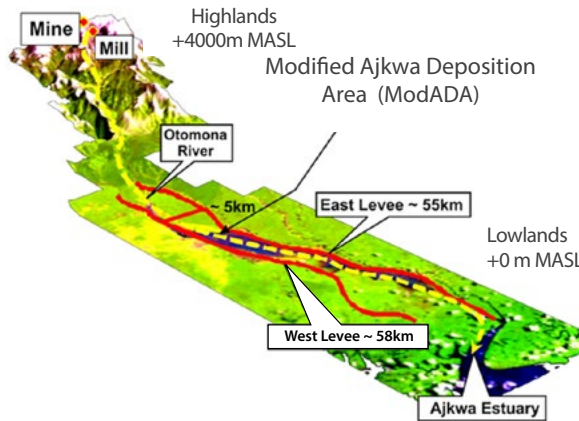 Highlands
+4000m MASL
Mine
Mill
Modified Ajkwa Deposition
Area (ModADA)
Otomona
River
~ 5km
East Levee ~ 55km
Lowlands
+0 m MASL
West Levee ~ 58km
Ajkwa Estuary